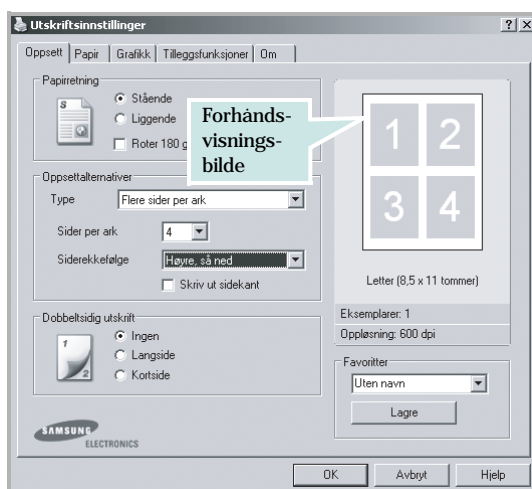 Utskriftsinnstillinger
Oppsett Papir Grafikk Tilleggsfunksjoner Om
Papirretning
S
Stående
Liggende
Roter 180 g
Forhånds-
visnings-
bilde
Oppsettalternativer
Type Flere sider per ark
Sider per ark 4
Siderekkefølge Høyre, så ned
Skriv ut sidekant
Dobbeltsidig utskrift
1
2
Ingen
Langside
Kortside
1 2
3 4
Letter (8,5 x 11 tommer)
Eksemplarer: 1
Oppløsning: 600 dpi
Favoritter
Uten navn
Lagre
SAMSUNG
ELECTRONICS
OK Avbryt Hjelp